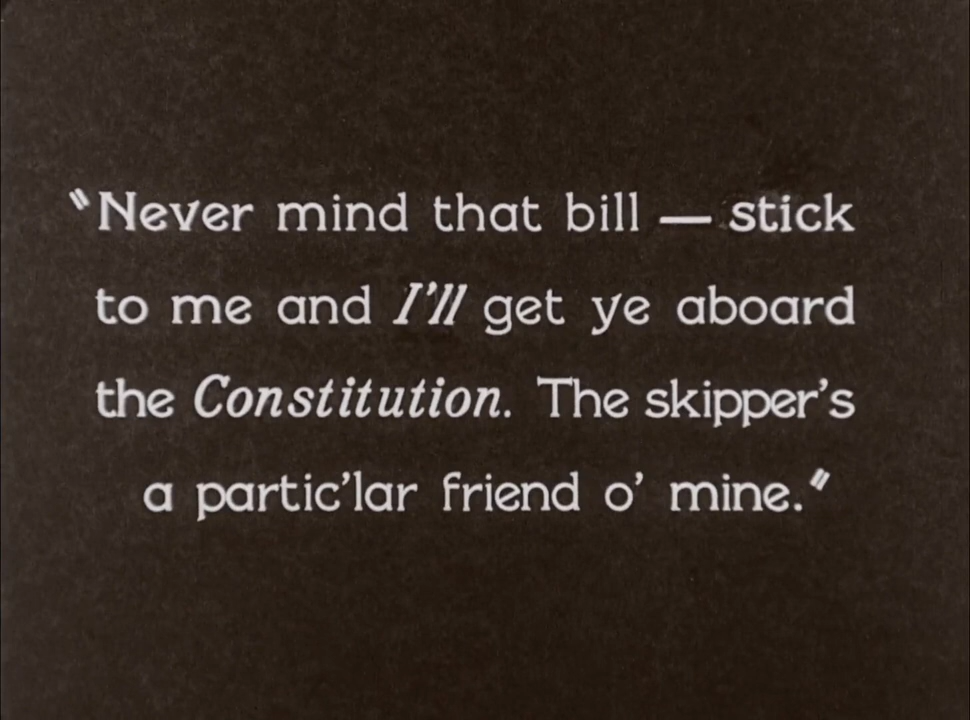 "Never mind that bill — stick
to me and I'll get ye aboard
the Constitution. The skipper's
a partic'lar friend o' mine."